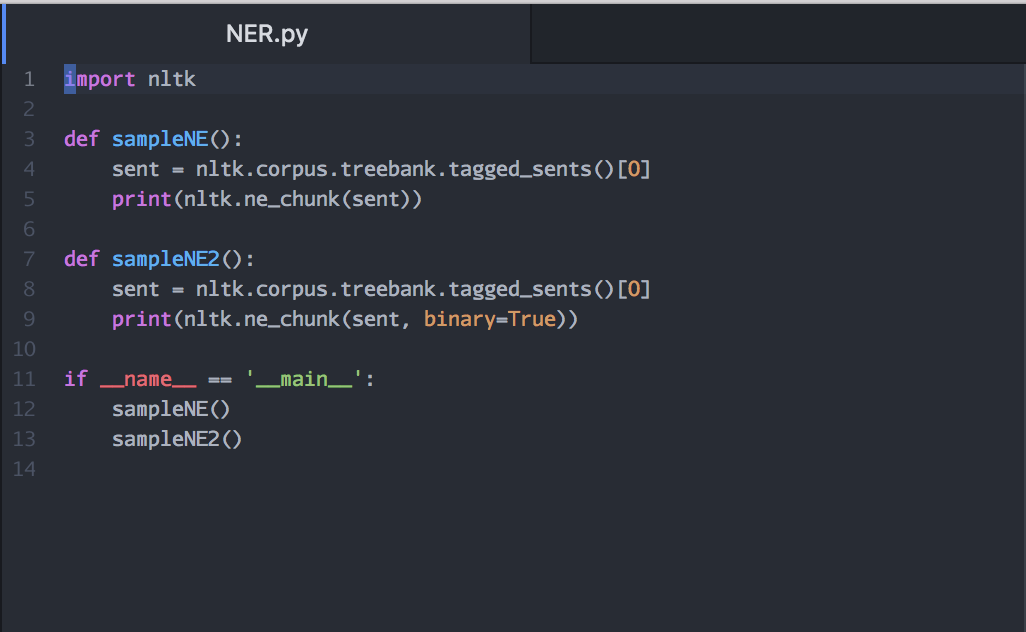 NER.py
1 import nltk
2
3 def sampleNE():
4     sent = nltk.corpus.treebank.tagged_sents()[0]
5     print(nltk.ne_chunk(sent))
6
7 def sampleNE2():
8     sent = nltk.corpus.treebank.tagged_sents()[0]
9     print(nltk.ne_chunk(sent, binary=True))
10
11 if __name__ == '__main__':
12     sampleNE()
13     sampleNE2()
14